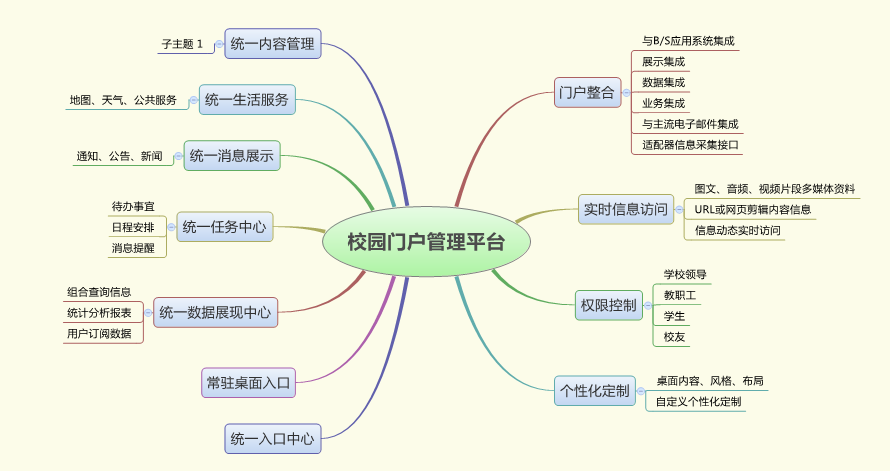 校园门户管理平台
门户整合
与B/S应用系统集成
展示集成
数据集成
业务集成
与主流电子邮件集成
适配器信息采集接口
实时信息访问
图文、音频、视频片段多媒体资料
URL或网页剪辑内容信息
信息动态实时访问
权限控制
学校领导
教职工
学生
校友
个性化定制
桌面内容、风格、布局
自定义个性化定制
统一内容管理
子主题 1
统一生活服务
地图、天气、公共服务
统一消息展示
通知、公告、新闻
统一任务中心
待办事宜
日程安排
消息提醒
统一数据展现中心
组合查询信息
统计分析报表
用户订阅数据
常驻桌面入口
统一入口中心